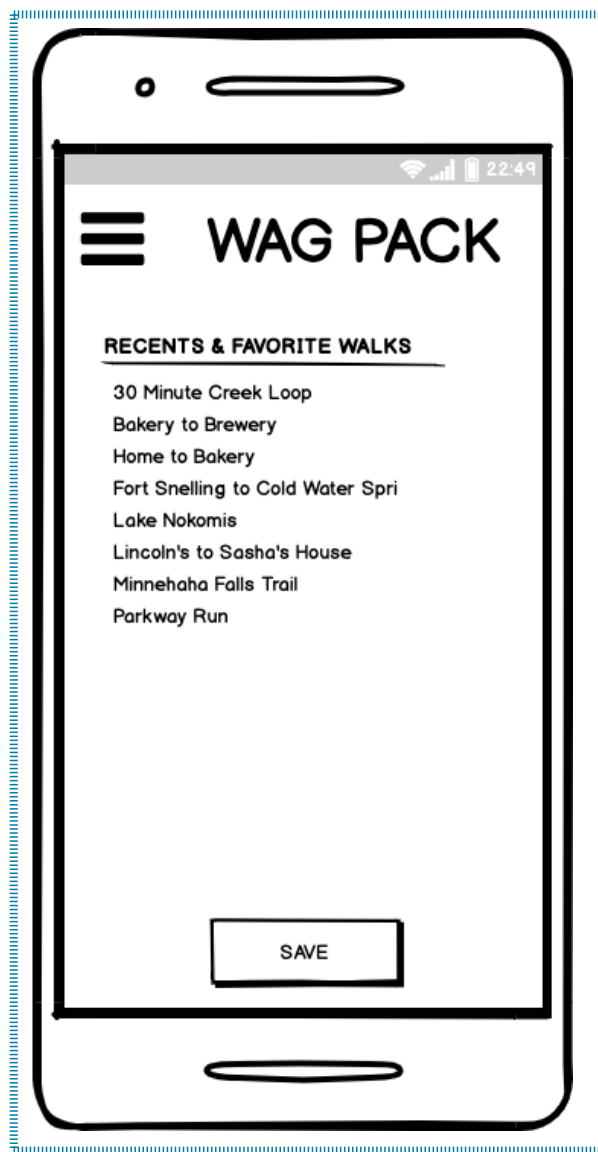 22:49
WAG PACK
RECENTS & FAVORITE WALKS
30 Minute Creek Loop
Bakery to Brewery
Home to Bakery
Fort Snelling to Cold Water Spri
Lake Nokomis
Lincoln's to Sasha's House
Minnehaha Falls Trail
Parkway Run
SAVE